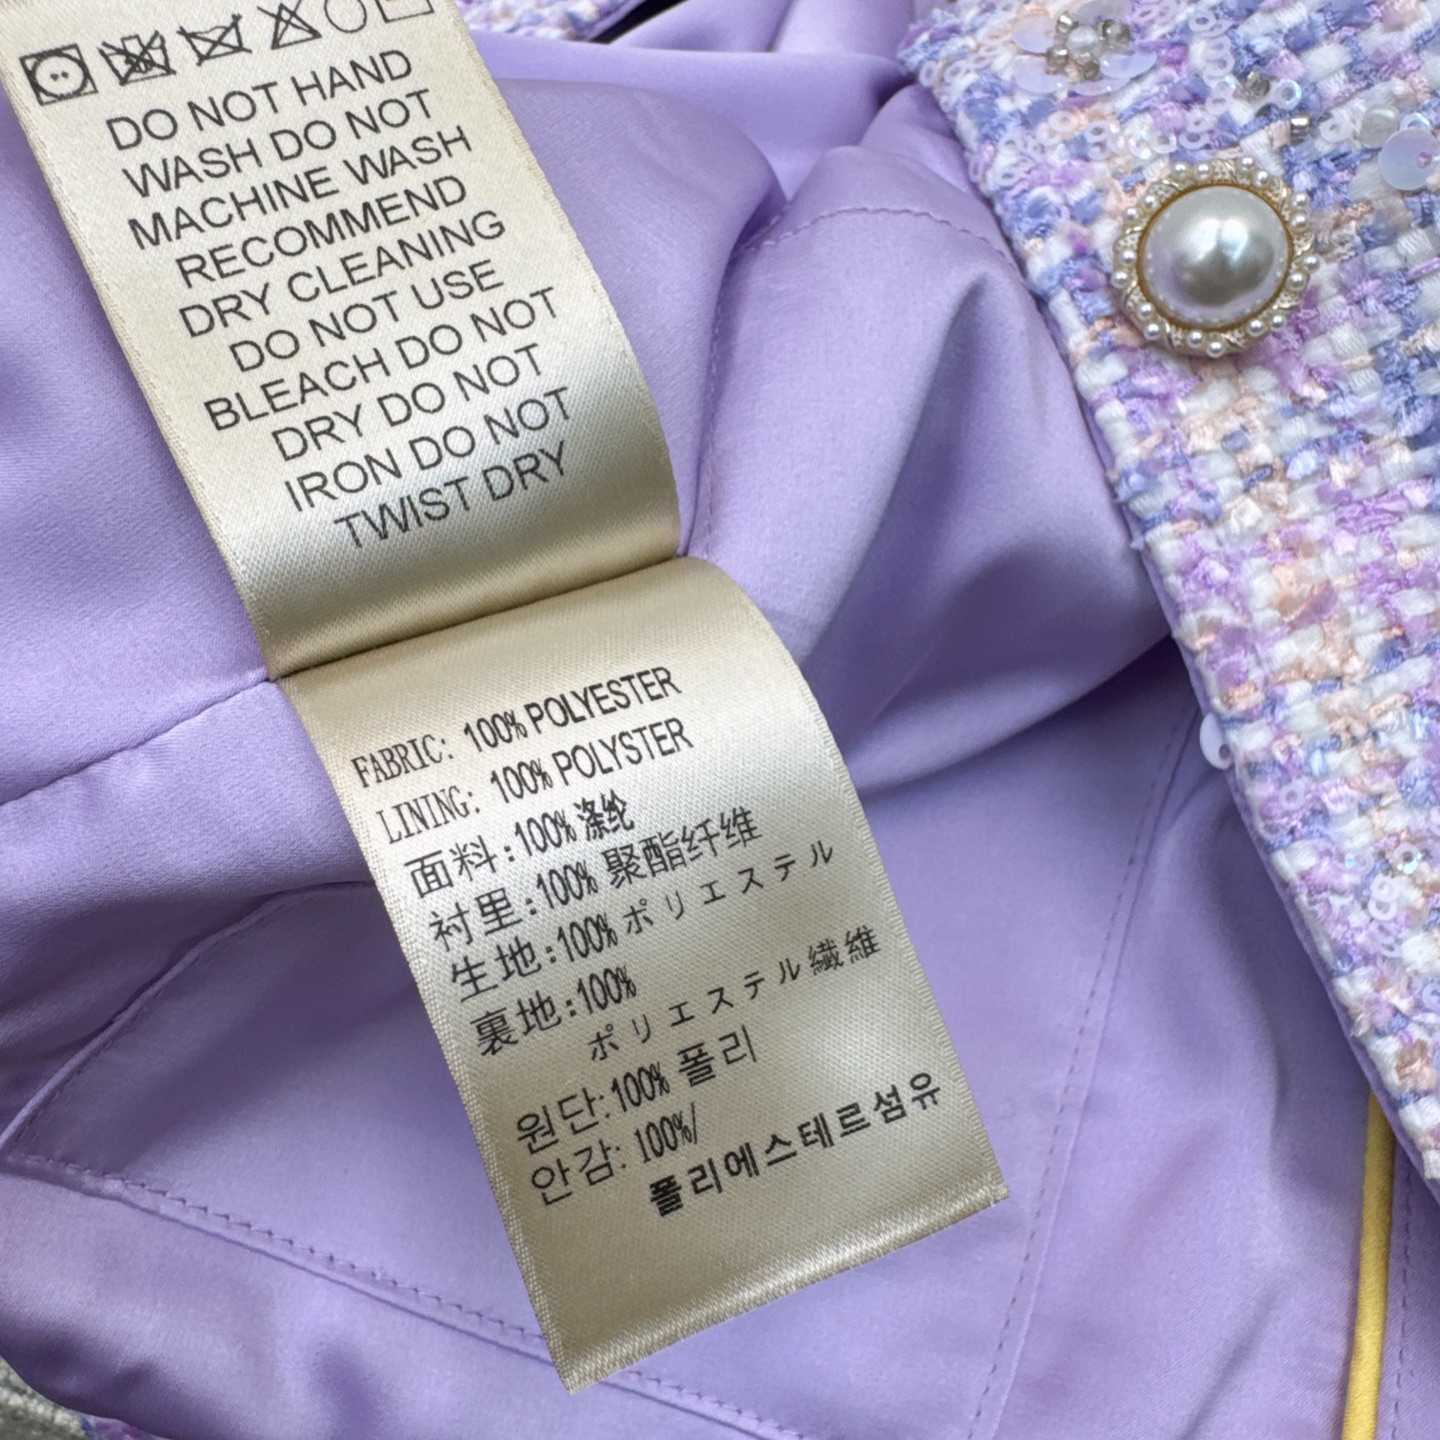 DO NOT HAND
WASH DO NOT
MACHINE WASH
RECOMMEND
DRY CLEANING
DO NOT USE
BLEACH DO NOT
DRY DO NOT
IRON DO NOT
TWIST DRY
FABRIC: 100% POLYESTER
LINING: 100% POLYSTER
面料:100% 涤纶
衬里:100% 聚酯纤维
生地:100% ポリエステル
裏地:100%
ポリエステル繊維
원단:100% 폴리
안감: 100%/
폴리에스테르섬유